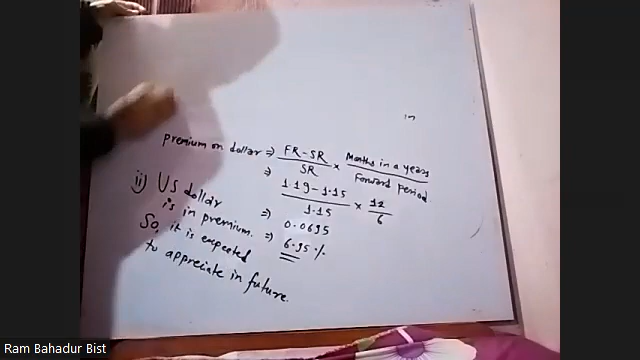 in
Premium on dollar ⇒ FR-SR / SR × Months in a years / Forward Period
⇒ 1.19-1.15 / 1.15 × 12 / 6
⇒ 0.0695
⇒ 6.95 %
ii) US dollar
is in premium.
So, it is expected
to appreciate in future.
Ram Bahadur Bist